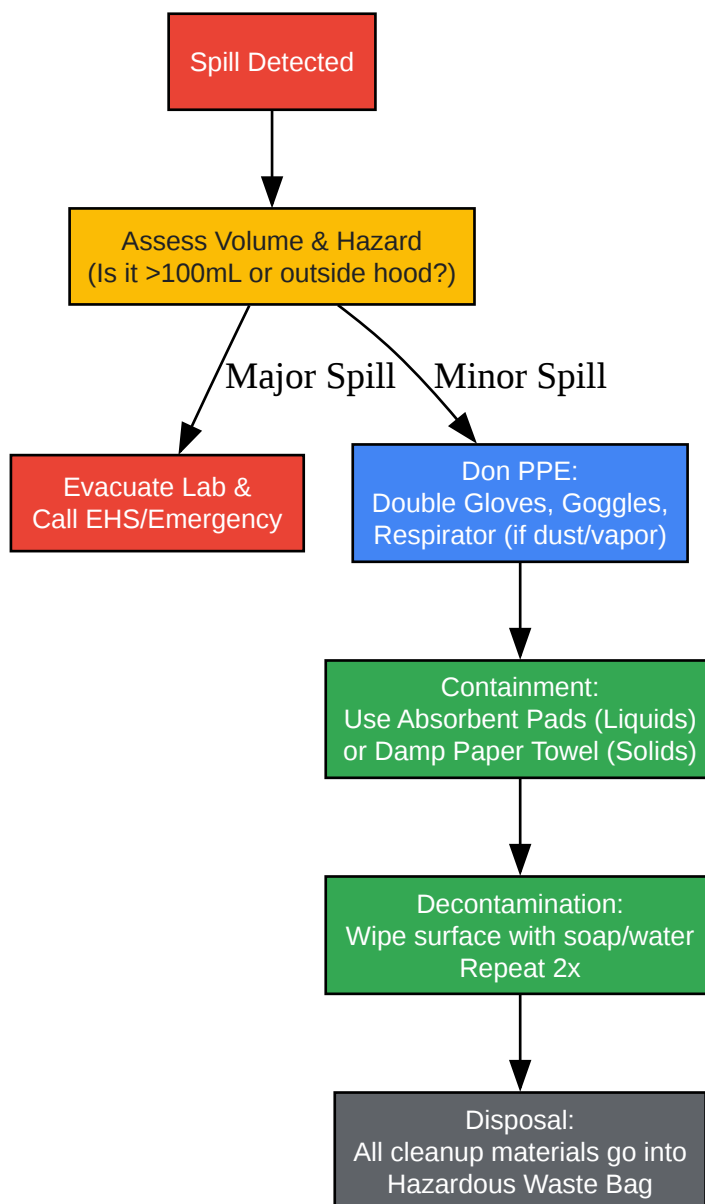 Spill Detected
Assess Volume & Hazard
(Is it >100mL or outside hood?)
Major Spill
Minor Spill
Evacuate Lab &
Call EHS/Emergency
Don PPE:
Double Gloves, Goggles,
Respirator (if dust/vapor)
Containment:
Use Absorbent Pads (Liquids)
or Damp Paper Towel (Solids)
Decontamination:
Wipe surface with soap/water
Repeat 2x
Disposal:
All cleanup materials go into
Hazardous Waste Bag